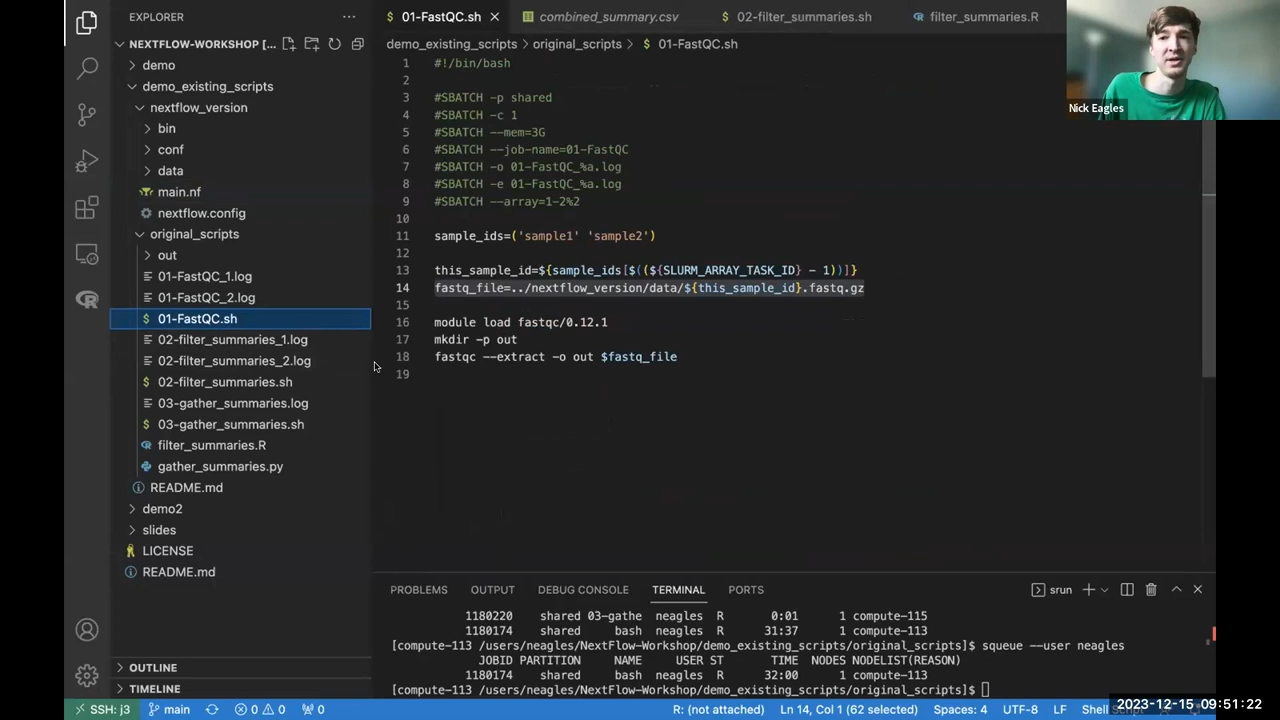 EXPLORER
NEXTFLOW-WORKSHOP [...
demo
demo_existing_scripts
nextflow_version
bin
conf
data
main.nf
nextflow.config
original_scripts
out
01-FastQC_1.log
01-FastQC_2.log
01-FastQC.sh
02-filter_summaries_1.log
02-filter_summaries_2.log
02-filter_summaries.sh
03-gather_summaries.log
03-gather_summaries.sh
filter_summaries.R
gather_summaries.py
README.md
demo2
slides
LICENSE
README.md
OUTLINE
TIMELINE
01-FastQC.sh combined_summary.csv 02-filter_summaries.sh filter_summaries.R
demo_existing_scripts > original_scripts > $ 01-FastQC.sh
1 #!/bin/bash
2
3 #SBATCH -p shared
4 #SBATCH -c 1
5 #SBATCH --mem=3G
6 #SBATCH --job-name=01-FastQC
7 #SBATCH -o 01-FastQC_%a.log
8 #SBATCH -e 01-FastQC_%a.log
9 #SBATCH --array=1-2%2
10
11 sample_ids=('sample1' 'sample2')
12
13 this_sample_id=${sample_ids[$((${SLURM_ARRAY_TASK_ID} - 1))]}
14 fastq_file=../nextflow_version/data/${this_sample_id}.fastq.gz
15
16 module load fastqc/0.12.1
17 mkdir -p out
18 fastqc --extract -o out $fastq_file
19
Nick Eagles
PROBLEMS OUTPUT DEBUG CONSOLE TERMINAL PORTS srun
1180220 shared 03-gathe neagles R 0:01 1 compute-115
1180174 shared bash neagles R 31:37 1 compute-113
[compute-113 /users/neagles/NextFlow-Workshop/demo_existing_scripts/original_scripts]$ squeue --user neagles
JOBID PARTITION NAME USER ST TIME NODES NODELIST(REASON)
1180174 shared bash neagles R 32:00 1 compute-113
[compute-113 /users/neagles/NextFlow-Workshop/demo_existing_scripts/original_scripts]$
SSH: j3 main 0 0 0 R: (not attached) Ln 14, Col 1 (62 selected) Spaces: 4 UTF-8 LF Shell Script
2023-12-15 09:51:22